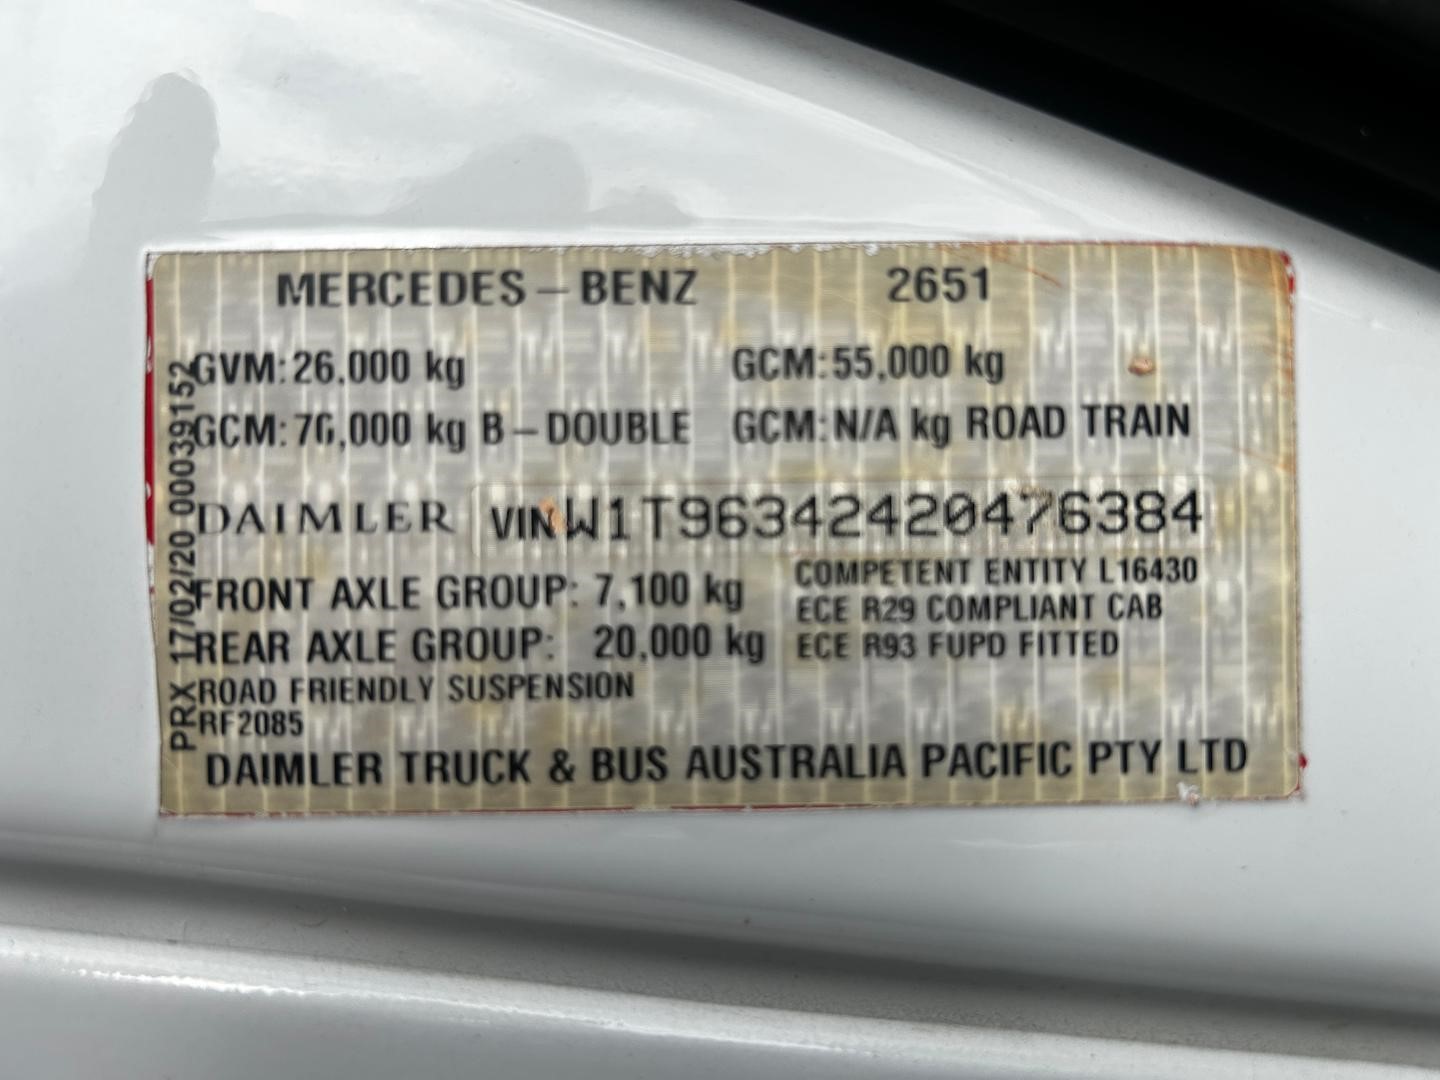 MERCEDES-BENZ 2651
GVM: 26,000 kg GCM: 55,000 kg
GCM: 76,000 kg B-DOUBLE GCM: N/A kg ROAD TRAIN
DAIMLER VIN W1T96342420476384
FRONT AXLE GROUP: 7,100 kg
REAR AXLE GROUP: 20,000 kg
COMPETENT ENTITY L16430
ECE R29 COMPLIANT CAB
ECE R93 FUPD FITTED
ROAD FRIENDLY SUSPENSION
RF2085
DAIMLER TRUCK & BUS AUSTRALIA PACIFIC PTY LTD
PRX 17/02/20 00039152